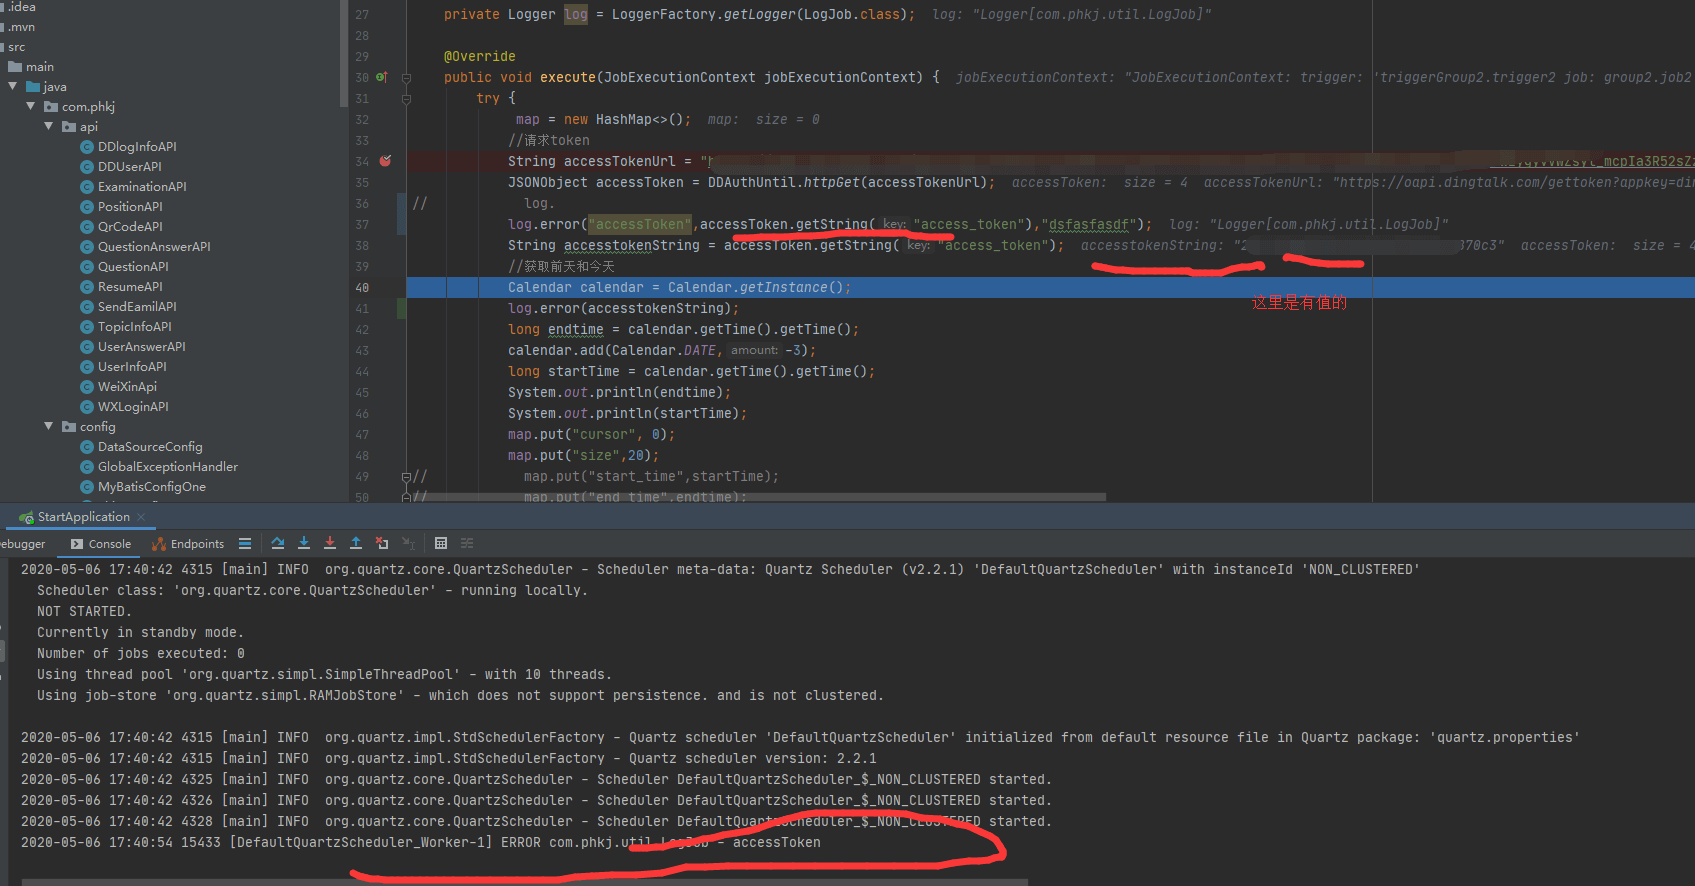 .idea
.mvn
src
main
java
com.phkj
api
DDlogInfoAPI
DDUserAPI
ExaminationAPI
PositionAPI
QrCodeAPI
QuestionAnswerAPI
QuestionAPI
ResumeAPI
SendEamilAPI
TopicInfoAPI
UserAnswerAPI
UserInfoAPI
WeiXinApi
WXLoginAPI
config
DataSourceConfig
GlobalExceptionHandler
MyBatisConfigOne
27 private Logger log = LoggerFactory.getLogger(LogJob.class); log: "Logger[com.phkj.util.LogJob]"
28
29 @Override
30 public void execute(JobExecutionContext jobExecutionContext) { jobExecutionContext: "JobExecutionContext: trigger: 'triggerGroup2.trigger2 job: group2.job2
31 try {
32 map = new HashMap<>(); map: size = 0
33 //请求token
34 String accessTokenUrl = " mcpIa3R52sZ
35 JSONObject accessToken = DDAuthUntil.httpGet(accessTokenUrl); accessToken: size = 4 accessTokenUrl: "https://oapi.dingtalk.com/gettoken?appkey=din
36 // log.
37 log.error("accessToken",accessToken.getString( key: "access_token"),"dsfasfasdf"); log: "Logger[com.phkj.util.LogJob]"
38 String accesstokenString = accessToken.getString( key: "access_token"); accesstokenString: "2 370c3" accessToken: size = 4
39 //获取前天和今天
40 Calendar calendar = Calendar.getInstance();
这里是有值的
41 log.error(accesstokenString);
42 long endtime = calendar.getTime().getTime();
43 calendar.add(Calendar.DATE, amount: -3);
44 long startTime = calendar.getTime().getTime();
45 System.out.println(endtime);
46 System.out.println(startTime);
47 map.put("cursor", 0);
48 map.put("size",20);
49 // map.put("start_time",startTime);
50 // map.put("end_time",endtime);
StartApplication
ebugger Console Endpoints
2020-05-06 17:40:42 4315 [main] INFO  org.quartz.core.QuartzScheduler - Scheduler meta-data: Quartz Scheduler (v2.2.1) 'DefaultQuartzScheduler' with instanceId 'NON_CLUSTERED'
Scheduler class: 'org.quartz.core.QuartzScheduler' - running locally.
NOT STARTED.
Currently in standby mode.
Number of jobs executed: 0
Using thread pool 'org.quartz.simpl.SimpleThreadPool' - with 10 threads.
Using job-store 'org.quartz.simpl.RAMJobStore' - which does not support persistence. and is not clustered.
2020-05-06 17:40:42 4315 [main] INFO  org.quartz.impl.StdSchedulerFactory - Quartz scheduler 'DefaultQuartzScheduler' initialized from default resource file in Quartz package: 'quartz.properties'
2020-05-06 17:40:42 4315 [main] INFO  org.quartz.impl.StdSchedulerFactory - Quartz scheduler version: 2.2.1
2020-05-06 17:40:42 4325 [main] INFO  org.quartz.core.QuartzScheduler - Scheduler DefaultQuartzScheduler_$_NON_CLUSTERED started.
2020-05-06 17:40:42 4326 [main] INFO  org.quartz.core.QuartzScheduler - Scheduler DefaultQuartzScheduler_$_NON_CLUSTERED started.
2020-05-06 17:40:42 4328 [main] INFO  org.quartz.core.QuartzScheduler - Scheduler DefaultQuartzScheduler_$_NON_CLUSTERED started.
2020-05-06 17:40:54 15433 [DefaultQuartzScheduler_Worker-1] ERROR com.phkj.util.LogJob - accessToken